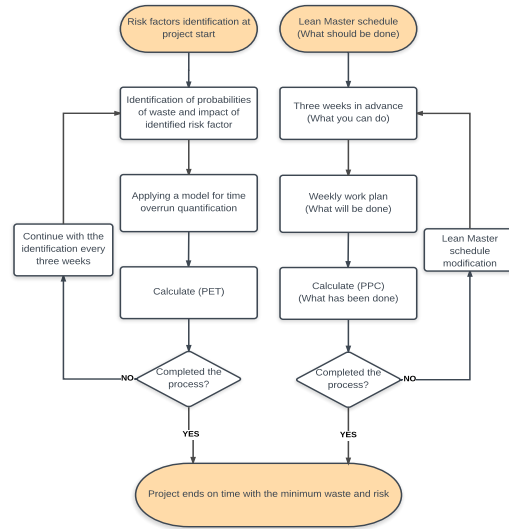 Risk factors identification at
project start
Lean Master schedule
(What should be done)
Identification of probabilities
of waste and impact of
identified risk factor
Three weeks in advance
(What you can do)
Applying a model for time
overrun quantification
Weekly work plan
(What will be done)
Continue with tthe
identification every
three weeks
Lean Master
schedule
modification
Calculate (PET)
Calculate (PPC)
(What has been done)
Completed the
process?
NO
Completed the
process?
NO
YES
YES
Project ends on time with the minimum waste and risk